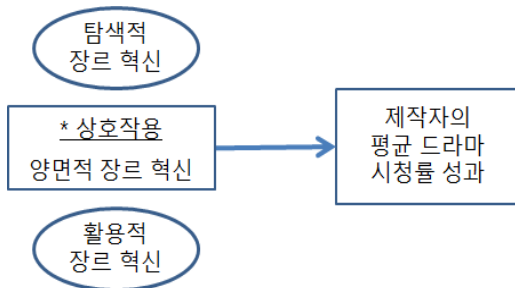 탐색적
장르 혁신
* 상호작용
양면적 장르 혁신
제작자의
평균 드라마
시청률 성과
활용적
장르 혁신